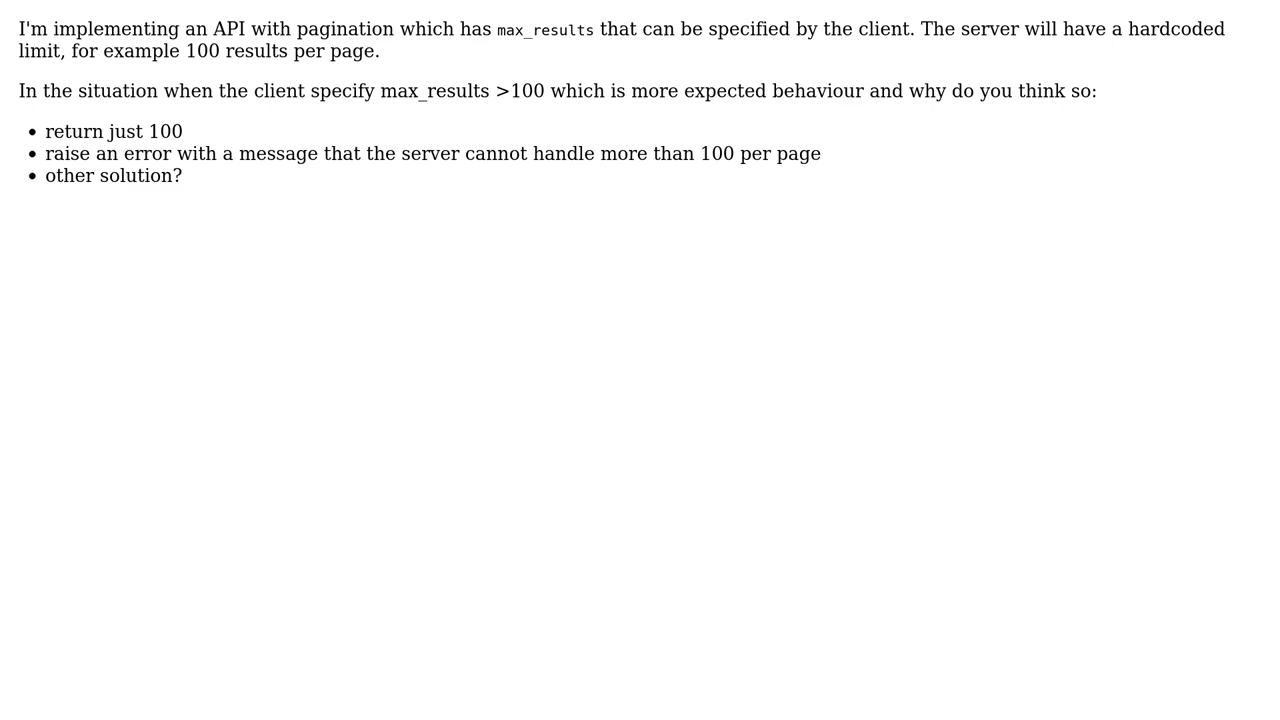 I'm implementing an API with pagination which has max_results that can be specified by the client. The server will have a hardcoded
limit, for example 100 results per page.
In the situation when the client specify max_results >100 which is more expected behaviour and why do you think so:
• return just 100
• raise an error with a message that the server cannot handle more than 100 per page
• other solution?